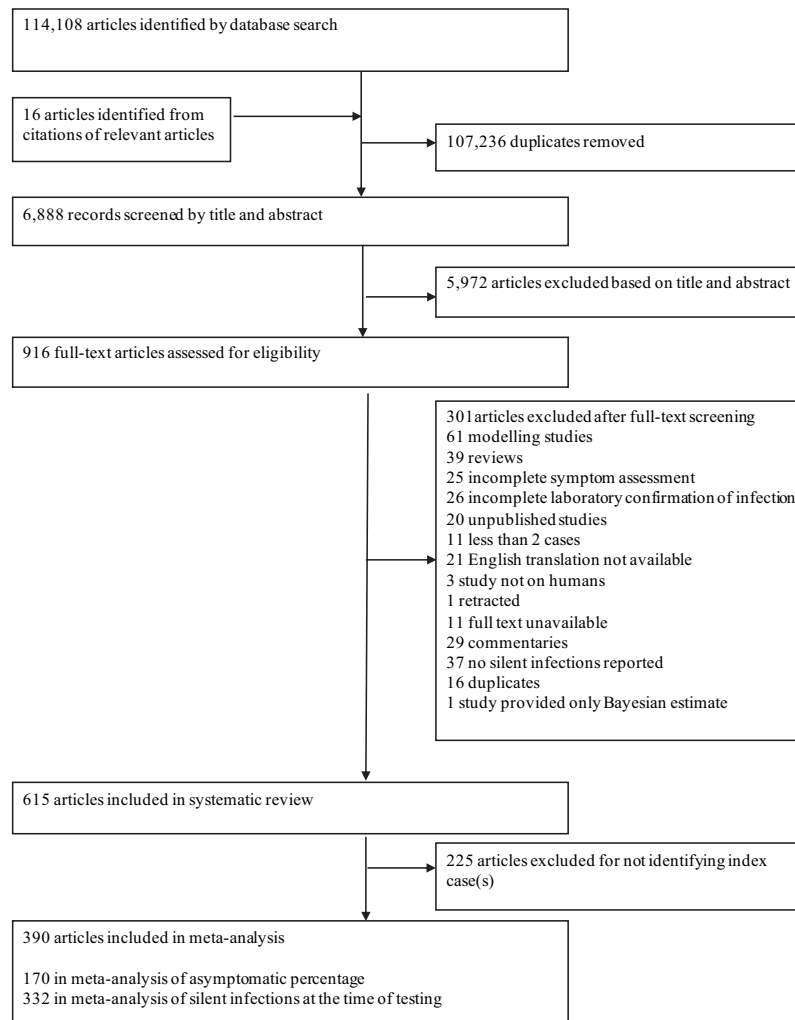 114,108 articles identified by database search
16 articles identified from
citations of relevant articles
107,236 duplicates removed
6,888 records screened by title and abstract
5,972 articles excluded based on title and abstract
916 full-text articles assessed for eligibility
301 articles excluded after full-text screening
61 modelling studies
39 reviews
25 incomplete symptom assessment
26 incomplete laboratory confirmation of infection
20 unpublished studies
11 less than 2 cases
21 English translation not available
3 study not on humans
1 retracted
11 full text unavailable
29 commentaries
37 no silent infections reported
16 duplicates
1 study provided only Bayesian estimate
615 articles included in systematic review
225 articles excluded for not identifying index
case(s)
390 articles included in meta-analysis
170 in meta-analysis of asymptomatic percentage
332 in meta-analysis of silent infections at the time of testing